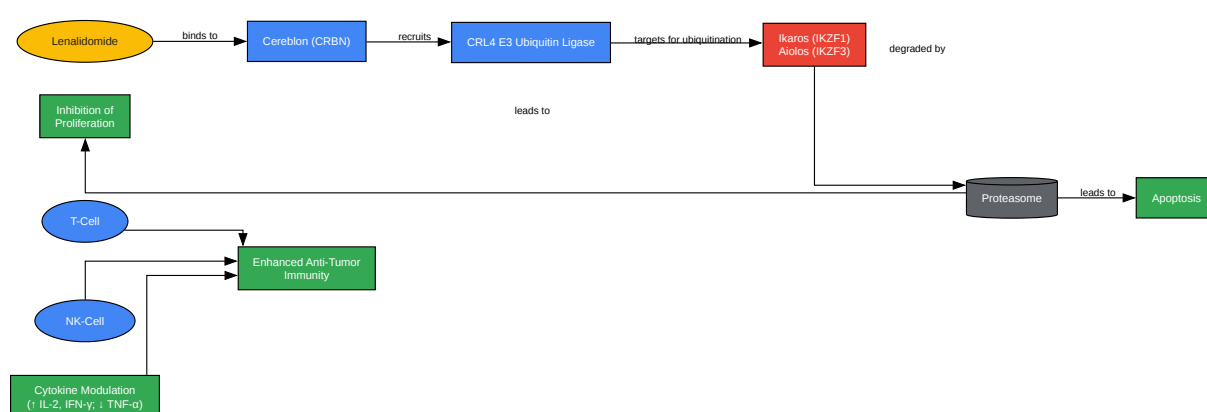 Lenalidomide
binds to
Cereblon (CRBN)
recruits
CRL4 E3 Ubiquitin Ligase
targets for ubiquitination
Ikaros (IKZF1)
Aiolos (IKZF3)
degraded by
Inhibition of
Proliferation
leads to
Proteasome
leads to
Apoptosis
T-Cell
Enhanced Anti-Tumor
Immunity
NK-Cell
Cytokine Modulation
(↑ IL-2, IFN-γ; ↓ TNF-α)